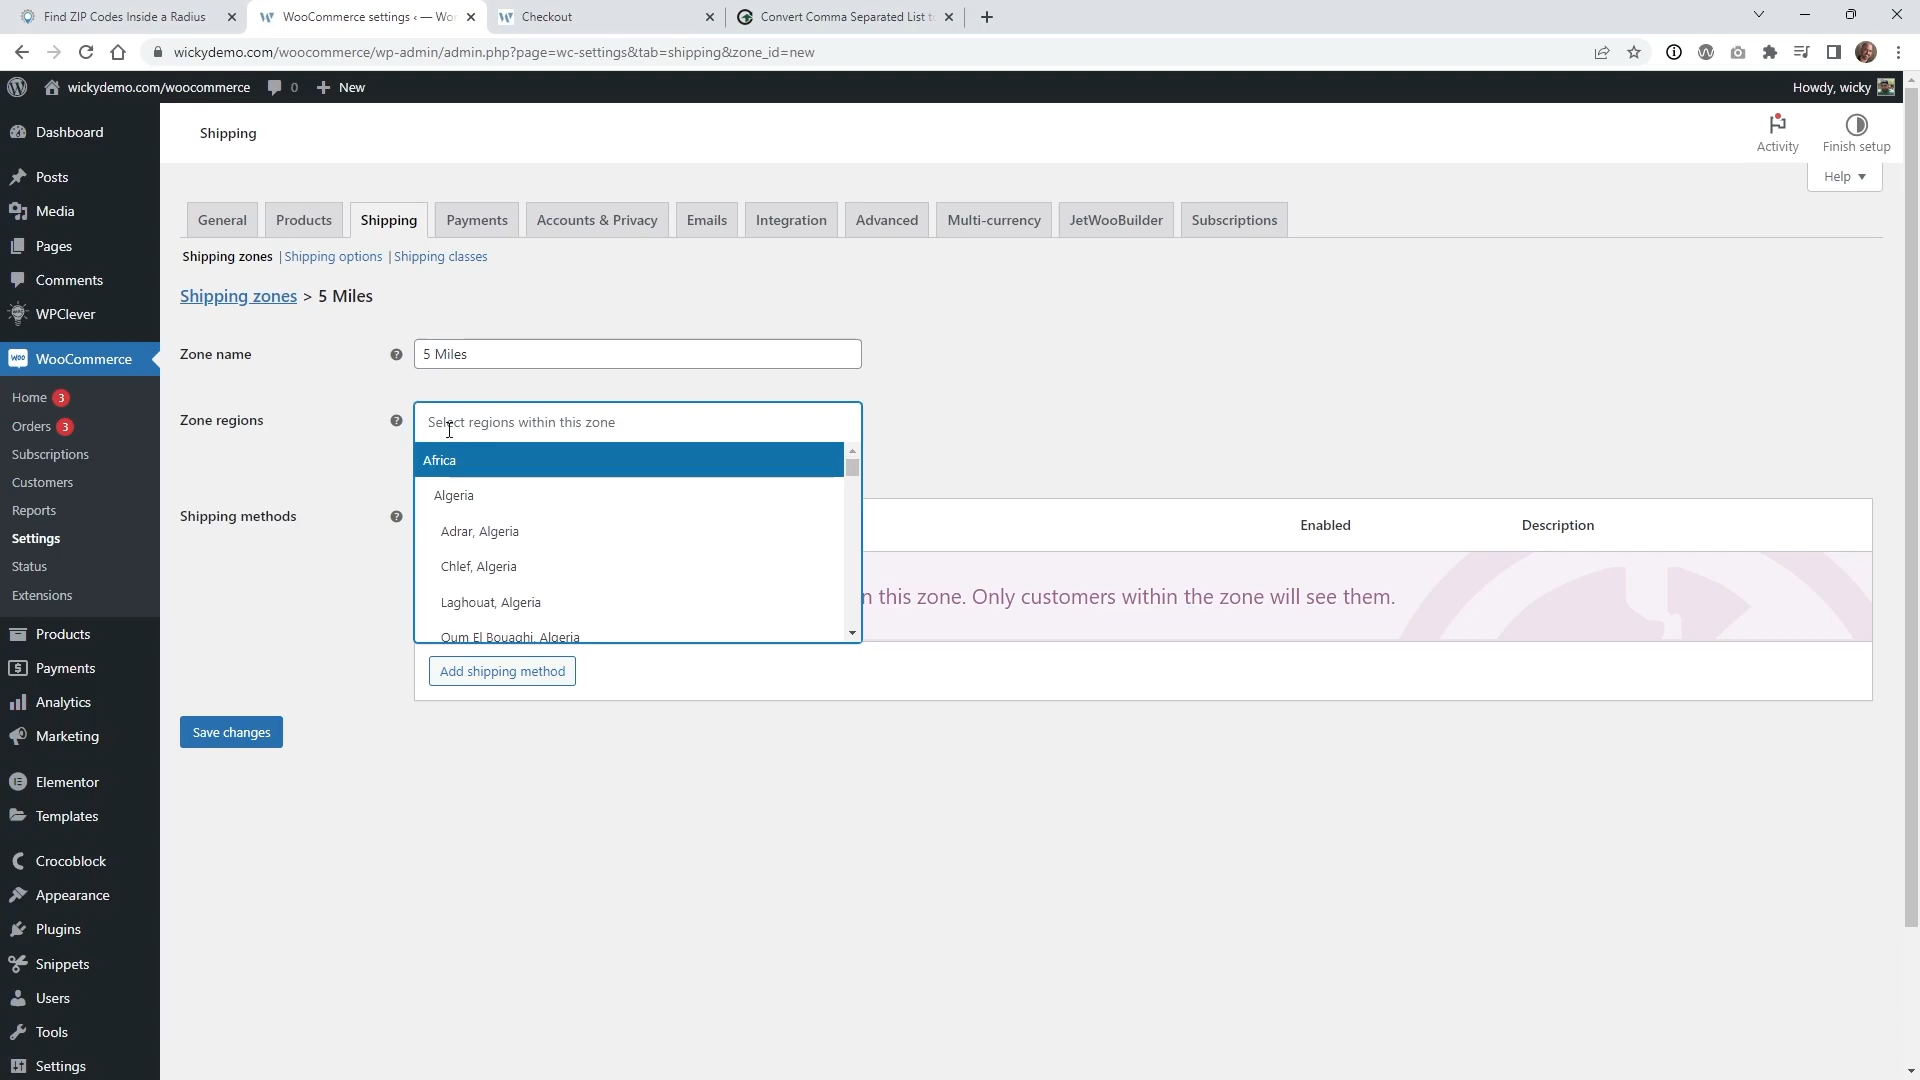 Find ZIP Codes Inside a Radius
WooCommerce settings ‹ — Wor
Checkout
Convert Comma Separated List to
wickydemo.com/woocommerce/wp-admin/admin.php?page=wc-settings&tab=shipping&zone_id=new
wickydemo.com/woocommerce
0
New
Howdy, wicky
Dashboard
Posts
Media
Pages
Comments
WPClever
WooCommerce
Home 3
Orders 3
Subscriptions
Customers
Reports
Settings
Status
Extensions
Products
Payments
Analytics
Marketing
Elementor
Templates
Crocoblock
Appearance
Plugins
Snippets
Users
Tools
Settings
Shipping
Activity
Finish setup
Help
General
Products
Shipping
Payments
Accounts & Privacy
Emails
Integration
Advanced
Multi-currency
JetWooBuilder
Subscriptions
Shipping zones | Shipping options | Shipping classes
Shipping zones > 5 Miles
Zone name
5 Miles
Zone regions
Select regions within this zone
Africa
Algeria
Adrar, Algeria
Chlef, Algeria
Laghouat, Algeria
Oum El Bouaghi, Algeria
Shipping methods
Enabled
Description
this zone. Only customers within the zone will see them.
Add shipping method
Save changes